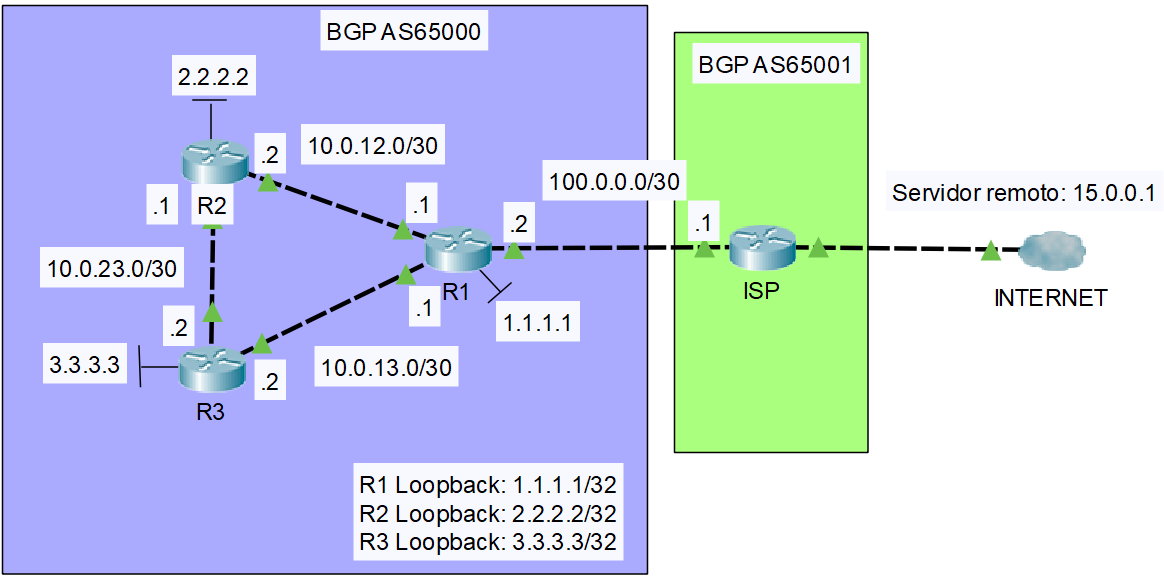 BGP AS65000
BGP AS65001
2.2.2.2
.2
10.0.12.0/30
100.0.0.0/30
Servidor remoto: 15.0.0.1
.1
R2
.1
.2
.1
10.0.23.0/30
R1
ISP
INTERNET
.1
1.1.1.1
.2
3.3.3.3
10.0.13.0/30
.2
R3
R1 Loopback: 1.1.1.1/32
R2 Loopback: 2.2.2.2/32
R3 Loopback: 3.3.3.3/32